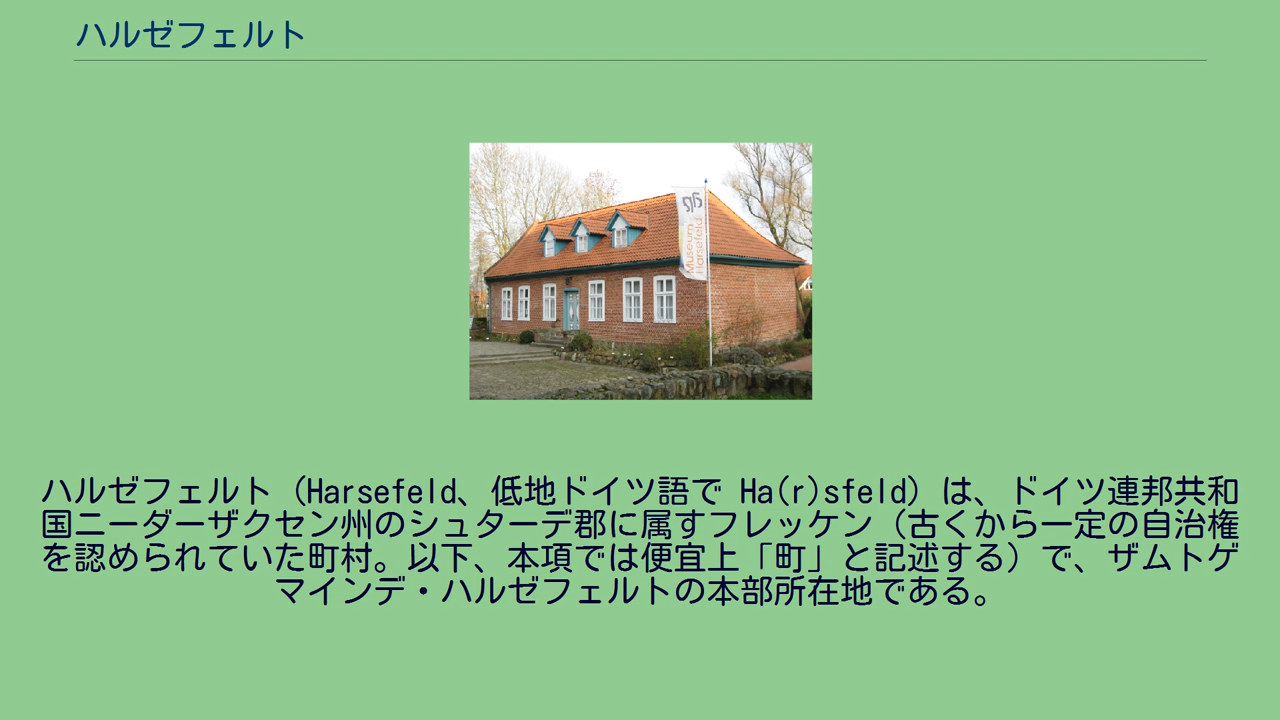 ハルゼフェルト
Museum
Harsefeld
ハルゼフェルト（Harsefeld、低地ドイツ語で Ha(r)sfeld）は、ドイツ連邦共和
国ニーダーザクセン州のシュターデ郡に属すフレッケン（古くから一定の自治権
を認められていた町村。以下、本項では便宜上「町」と記述する）で、ザムトゲ
マインデ・ハルゼフェルトの本部所在地である。